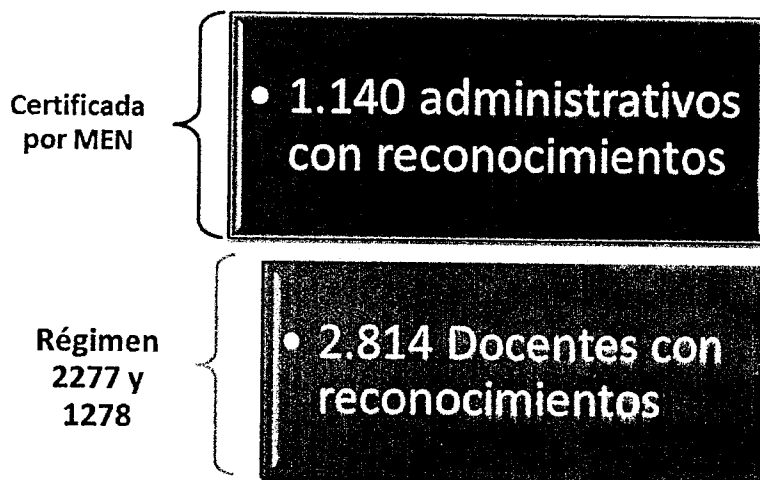 Certificada
por MEN
• 1.140 administrativos
con reconocimientos
Régimen
2277 y
1278
• 2.814 Docentes con
reconocimientos